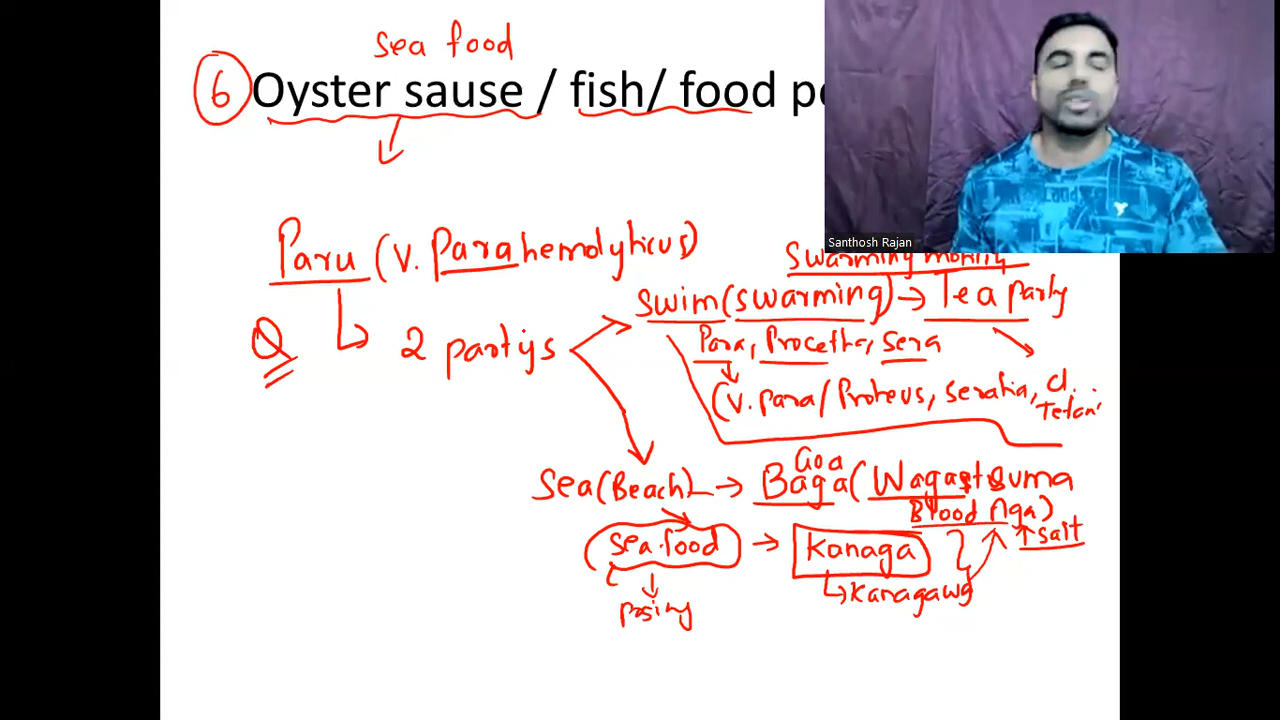 sea food
6 Oyster sause / fish/ food po
Santhosh Rajan
Paru (V. Parahemolyticus)
Swarming motility
Swim (swarming) → Tea Party
Q
2 partys
Para, Procetta, Sera
(V. para / Proteus, Seratia, Cl. Tetani
Goa
Sea (Beach) → Baga (Wagatsuma
Blood Aga)
↑ Salt
Sea food → Kanaga
Kanagawa